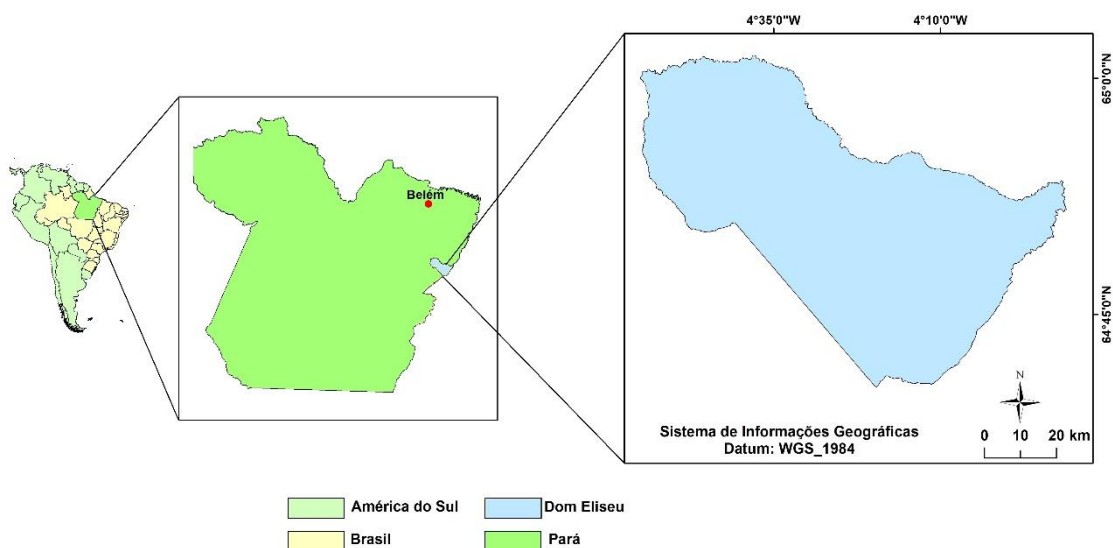 4°35'0"W
4°10'0"W
65°0'0"N
64°45'0"N
Belém
N
Sistema de Informações Geográficas
Datum: WGS_1984
0 10 20 km
América do Sul
Dom Eliseu
Brasil
Pará